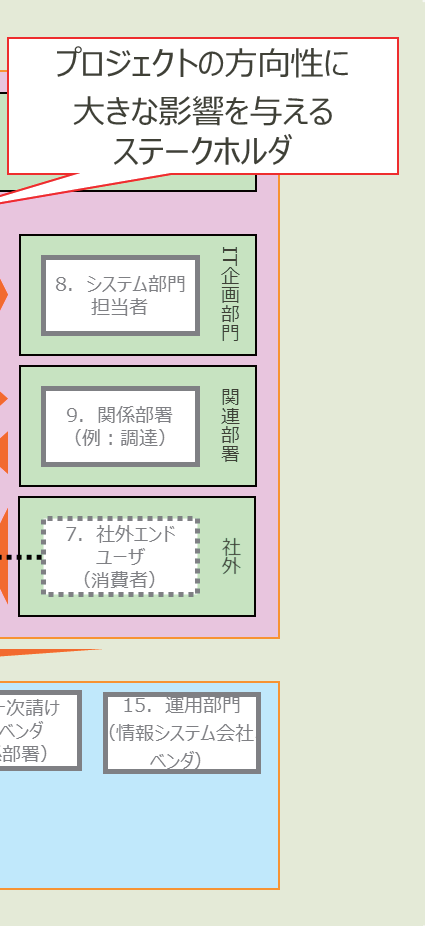 プロジェクトの方向性に
大きな影響を与える
ステークホルダ
8．システム部門
担当者
IT企画部門
9．関係部署
（例：調達）
関連部署
7．社外エンド
ユーザ
（消費者）
社外
次請け
ベンダ
部署）
15．運用部門
(情報システム会社
ベンダ)